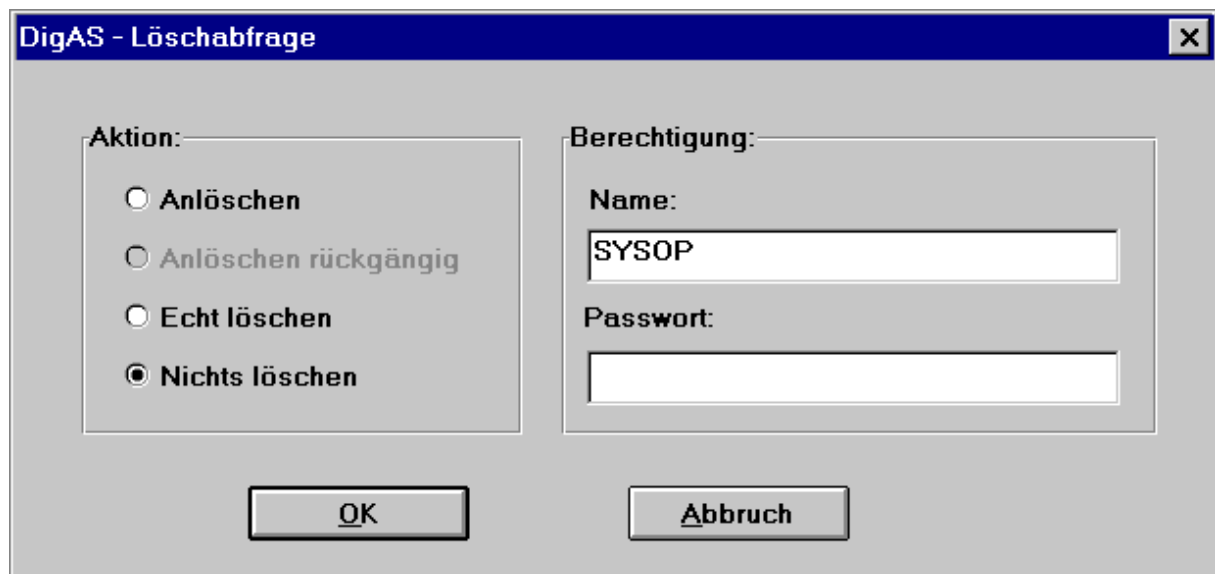 DigAS - Löschabfrage
Aktion:
Anlöschen
Anlöschen rückgängig
Echt löschen
Nichts löschen
Berechtigung:
Name:
SYSOP
Passwort:
OK
Abbruch